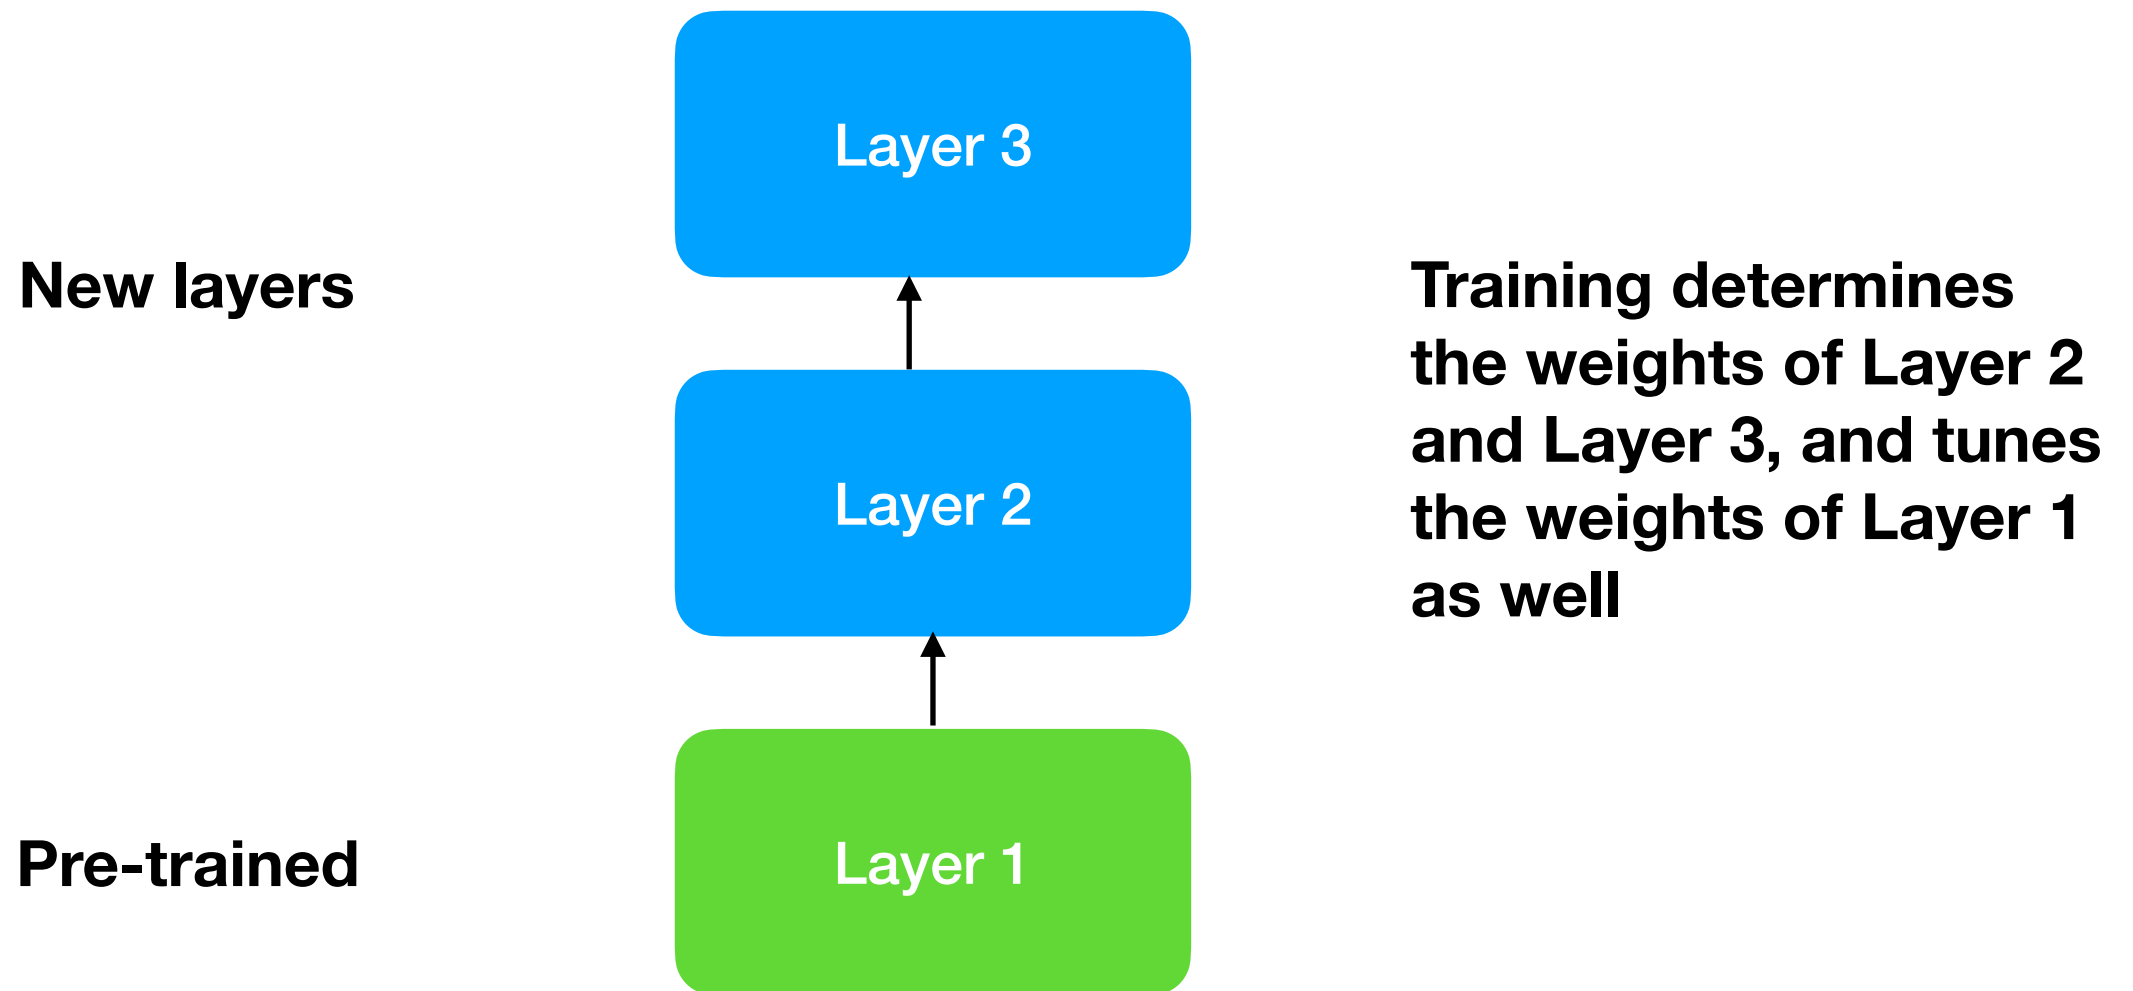 Layer 3
New layers
Training determines
the weights of Layer 2
and Layer 3, and tunes
the weights of Layer 1
as well
Layer 2
Pre-trained
Layer 1